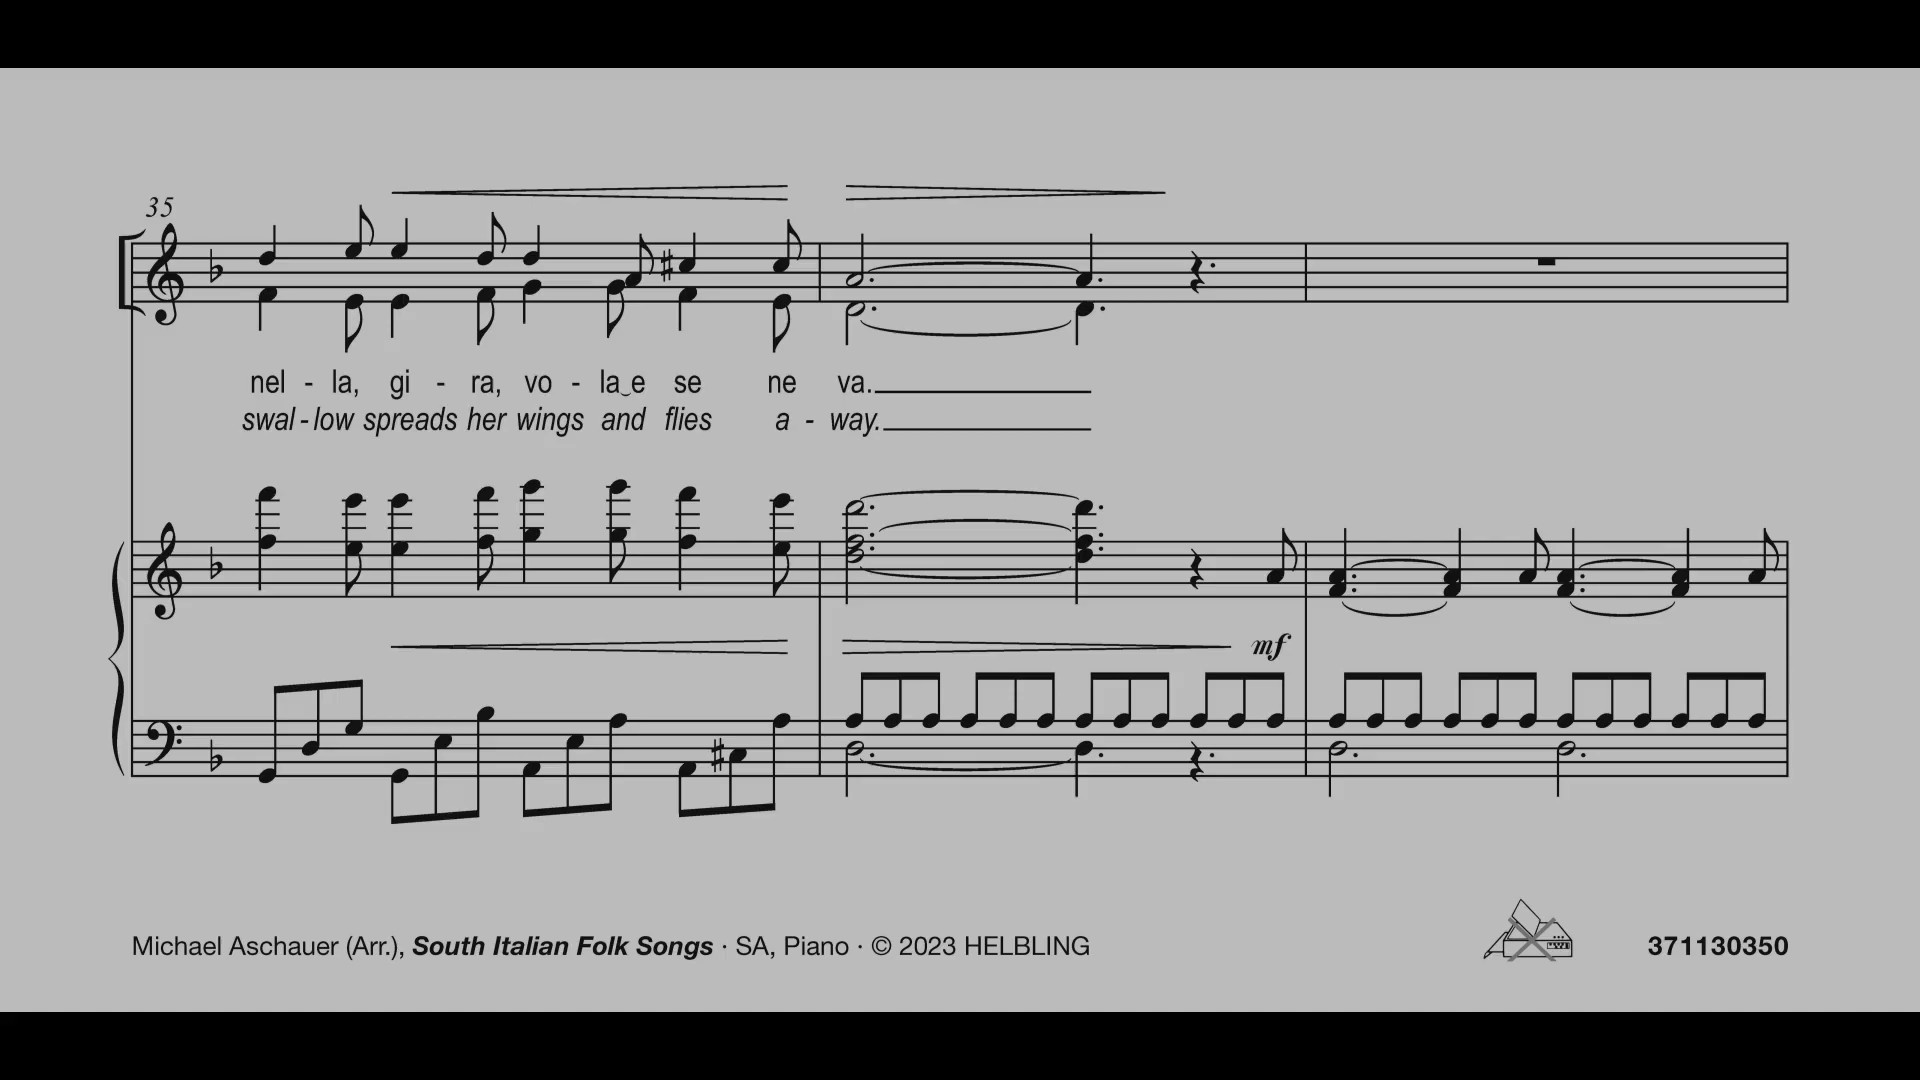 35
nel - la, gi - ra, vo - la‿e se ne va.
swal - low spreads her wings and flies a - way.
mf
Michael Aschauer (Arr.), South Italian Folk Songs · SA, Piano · © 2023 HELBLING
371130350